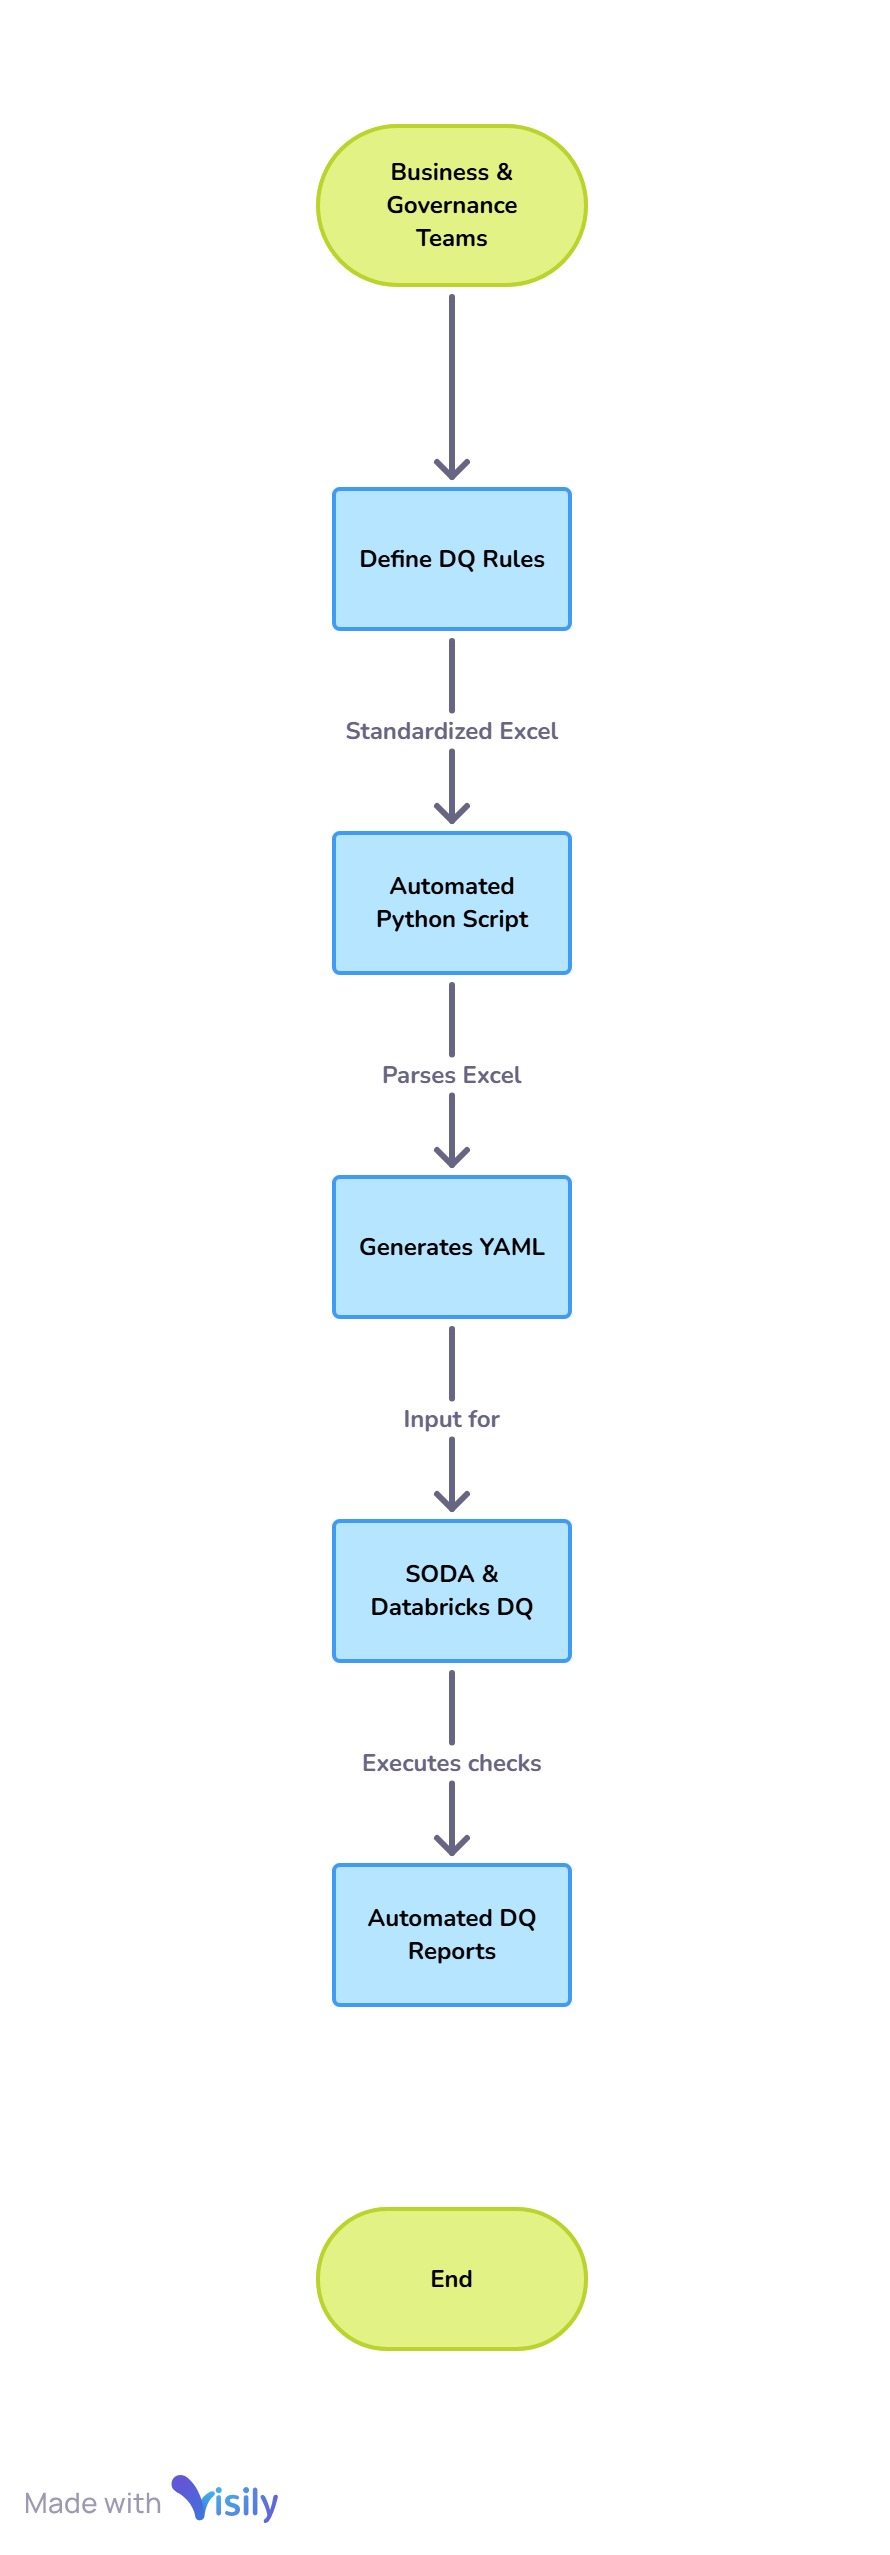 Business &
Governance
Teams
Define DQ Rules
Standardized Excel
Automated
Python Script
Parses Excel
Generates YAML
Input for
SODA &
Databricks DQ
Executes checks
Automated DQ
Reports
End
Made with Visily